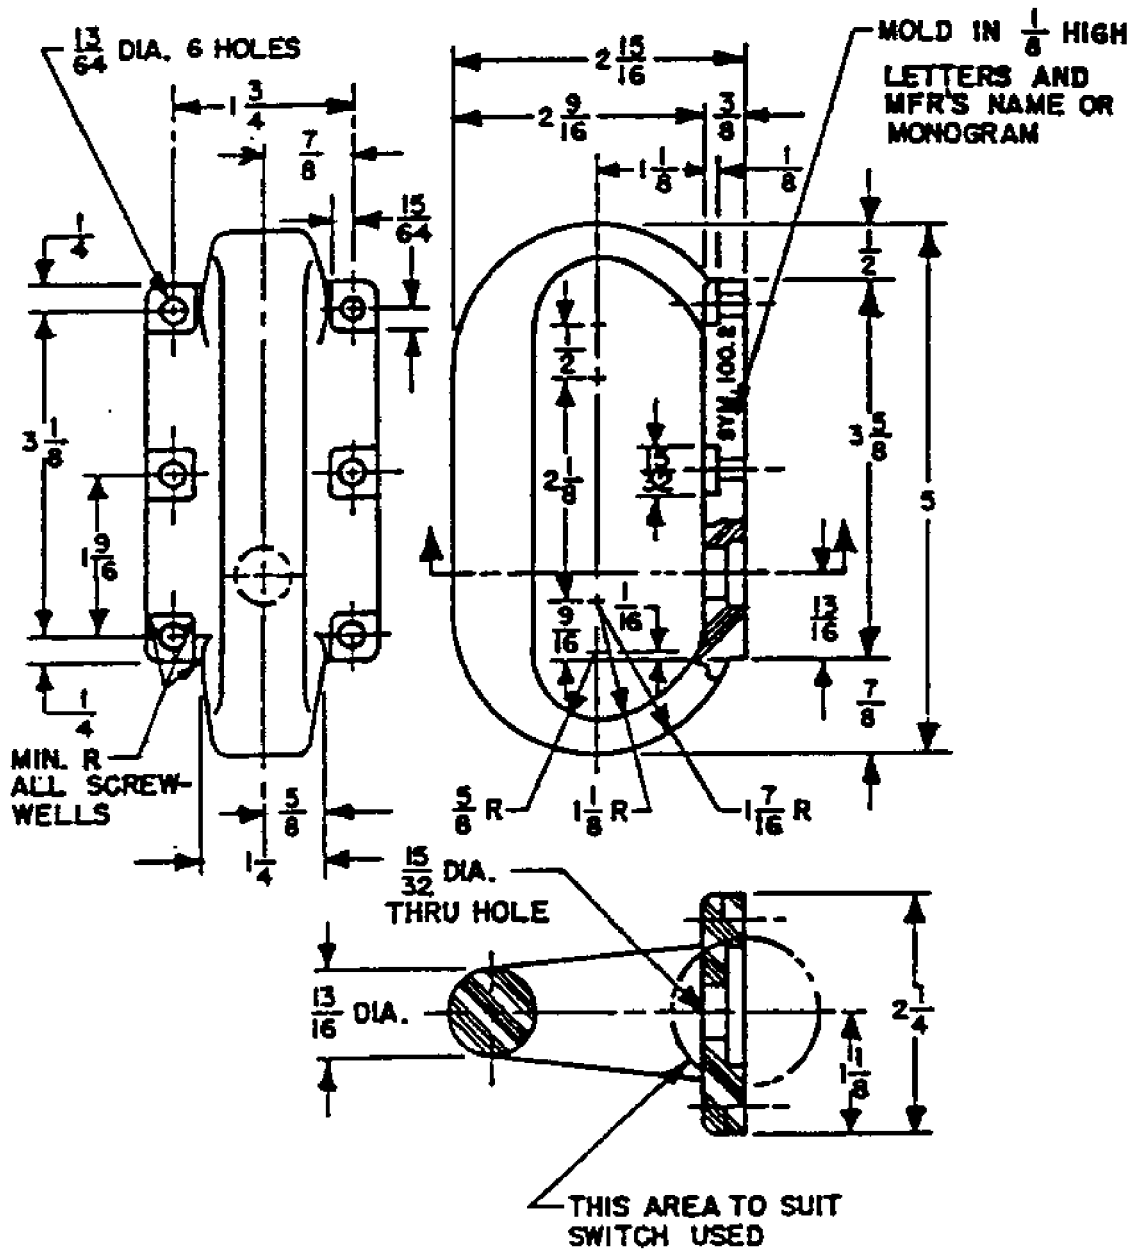 13/64 DIA. 6 HOLES
1 3/4
7/8
15/64
1/4
3 1/8
1 9/16
1/4
MIN. R
ALL SCREW-
WELLS
5/8
1 1/4
2 15/16
2 9/16
3/8
1 1/8
1/8
MOLD IN 1/8 HIGH
LETTERS AND
MFR'S NAME OR
MONOGRAM
1/2
1/2
SYM. 100.2
2 1/8
3 5/8
5
9/16
1/16
13/16
7/8
5/8 R
1 1/8 R
1 7/16 R
15/32 DIA.
THRU HOLE
13/16 DIA.
2 1/4
1 1/8
THIS AREA TO SUIT
SWITCH USED